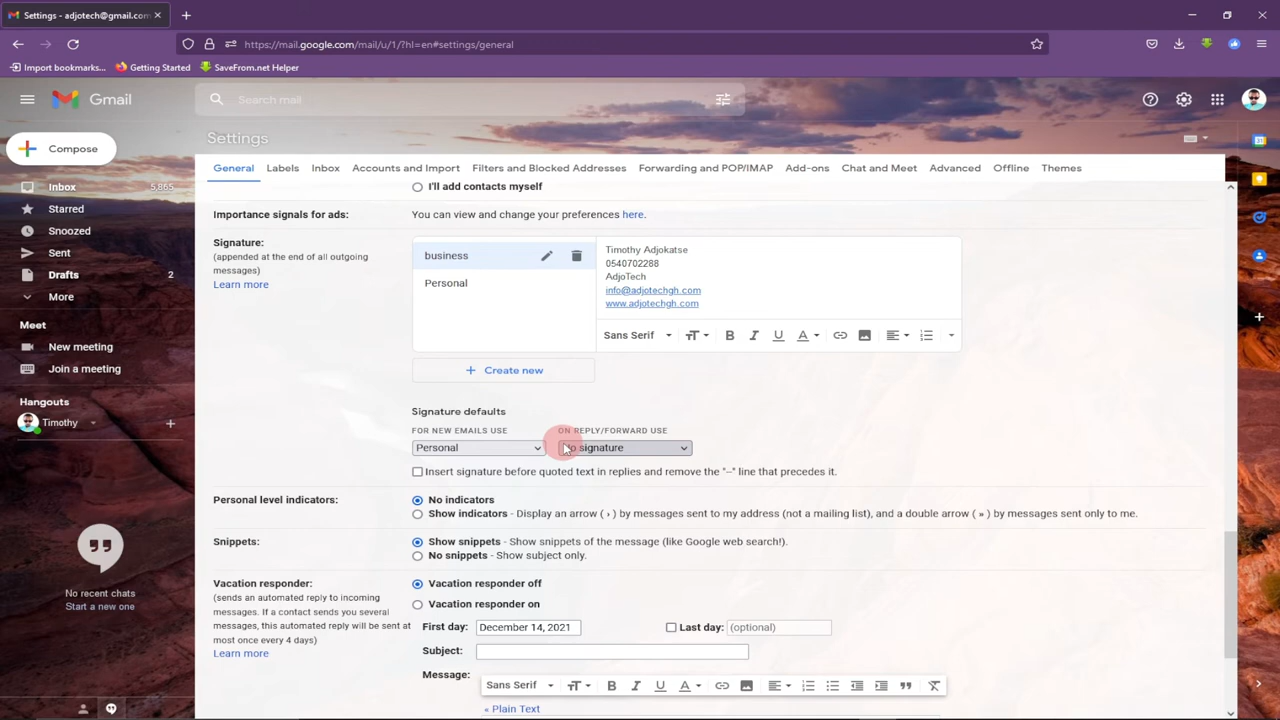 Settings - adjotech@gmail.com
https://mail.google.com/mail/u/1/?hl=en#settings/general
Import bookmarks...
Getting Started
SaveFrom.net Helper
Gmail
Search mail
Settings
Compose
General
Labels
Inbox
Accounts and Import
Filters and Blocked Addresses
Forwarding and POP/IMAP
Add-ons
Chat and Meet
Advanced
Offline
Themes
Inbox 5,865
Starred
Snoozed
Sent
Drafts 2
More
Meet
New meeting
Join a meeting
Hangouts
Timothy
No recent chats
Start a new one
I'll add contacts myself
Importance signals for ads: You can view and change your preferences here.
Signature:
(appended at the end of all outgoing
messages)
Learn more
business
Personal
Timothy Adjokatse
0540702288
AdjoTech
info@adjotechgh.com
www.adjotechgh.com
Sans Serif
Create new
Signature defaults
FOR NEW EMAILS USE
ON REPLY/FORWARD USE
Personal
No signature
Insert signature before quoted text in replies and remove the "--" line that precedes it.
Personal level indicators:
No indicators
Show indicators - Display an arrow ( › ) by messages sent to my address (not a mailing list), and a double arrow ( » ) by messages sent only to me.
Snippets:
Show snippets - Show snippets of the message (like Google web search!).
No snippets - Show subject only.
Vacation responder:
(sends an automated reply to incoming
messages. If a contact sends you several
messages, this automated reply will be sent at
most once every 4 days)
Learn more
Vacation responder off
Vacation responder on
First day: December 14, 2021
Last day: (optional)
Subject:
Message:
Sans Serif
« Plain Text